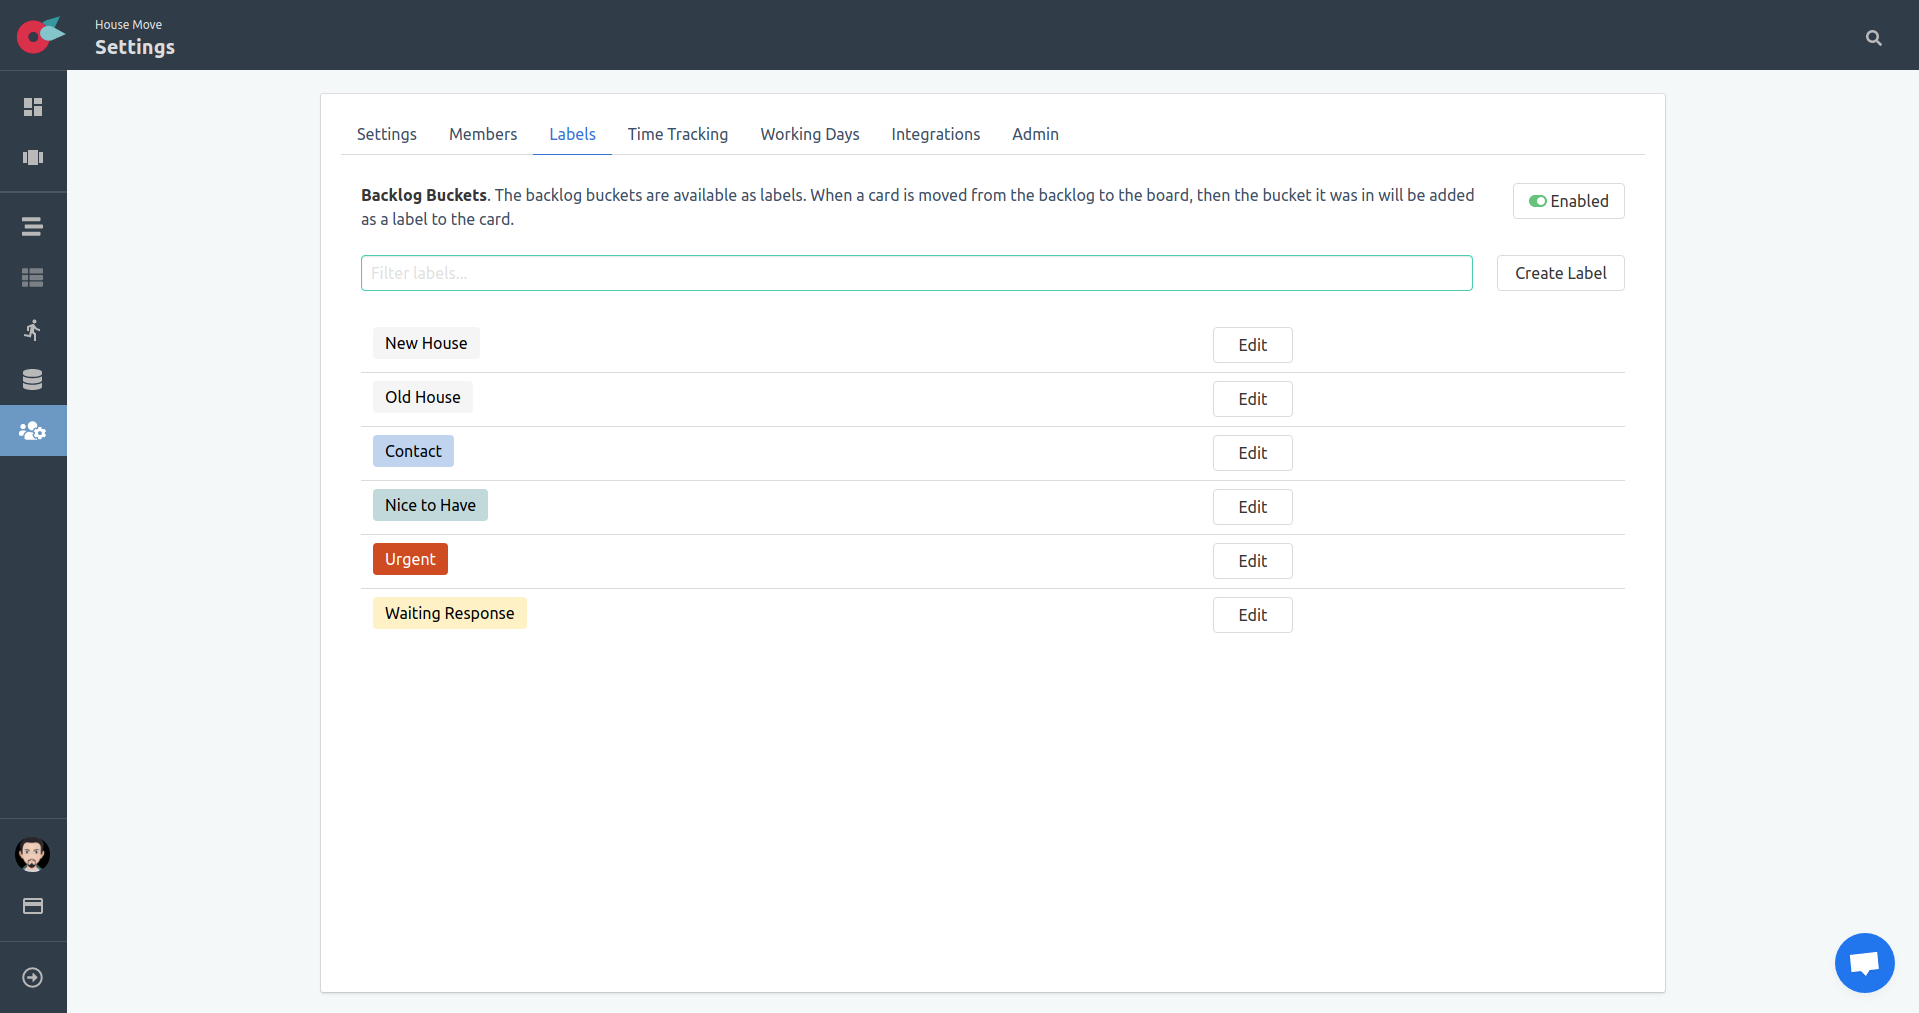 House Move
Settings
Settings Members Labels Time Tracking Working Days Integrations Admin
Backlog Buckets. The backlog buckets are available as labels. When a card is moved from the backlog to the board, then the bucket it was in will be added
as a label to the card.
Enabled
Filter labels...
Create Label
New House Edit
Old House Edit
Contact Edit
Nice to Have Edit
Urgent Edit
Waiting Response Edit